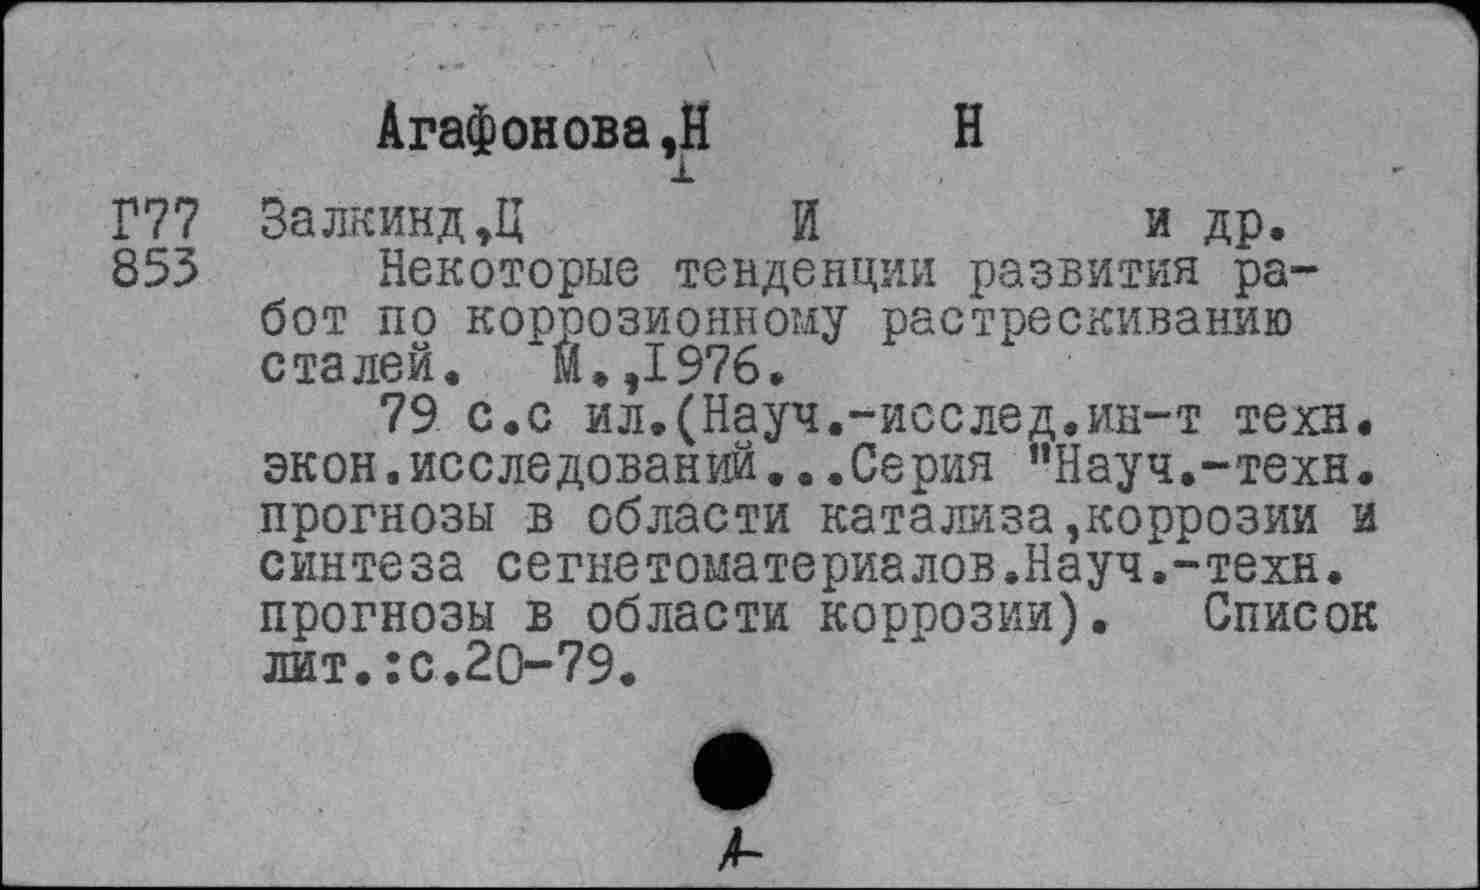 Агафонова,Н Н
Г77 Залкинд,Ц И и др.
853 Некоторые тенденции развития ра-
бот по коррозионному растрескиванию
сталей. М.,1976.
79 с.с ил.(Науч.-исслед.ин-т техн.
экон.исследований...Серия "Науч.-техн.
прогнозы в области катализа,коррозии и
синтеза сегнетоматериалов.Науч.-техн.
прогнозы в области коррозии). Список
лит.:с.20-79.